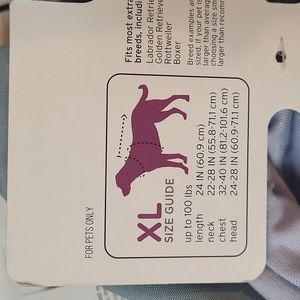 Fits most extra
breeds, includin
Labrador Retrie
Golden Retriever
Rottweiler
Boxer
Breed examples ar
sized. If your pet is
larger than averag
choosing a size sm
larger than recomm
XL
SIZE GUIDE
up to 100 lbs
length 24 IN (60.9 cm)
neck 22-28 IN (55.8-71.1 cm)
chest 32-40 IN (81.2-101.6 cm)
head 24-28 IN (60.9-71.1 cm)
FOR PETS ONLY